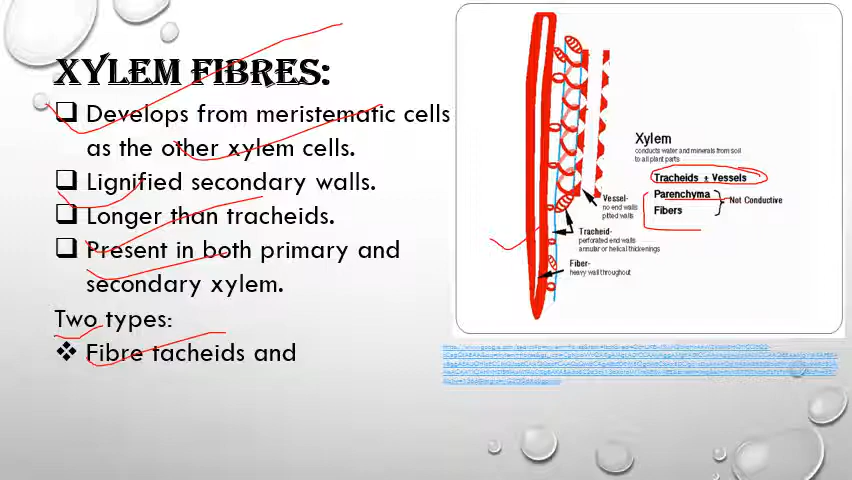 XYLEM FIBRES:
❑ Develops from meristematic cells
as the other xylem cells.
❑ Lignified secondary walls.
❑ Longer than tracheids.
❑ Present in both primary and
secondary xylem.
Two types:
❖ Fibre tacheids and
Xylem
conducts water and minerals from soil
to all plant parts
Tracheids ± Vessels
Parenchyma
Fibers
Not Conductive
Vessel-
no end walls
pitted walls
Tracheid-
perforated end walls
annular or helical thickenings
Fiber-
heavy wall throughout